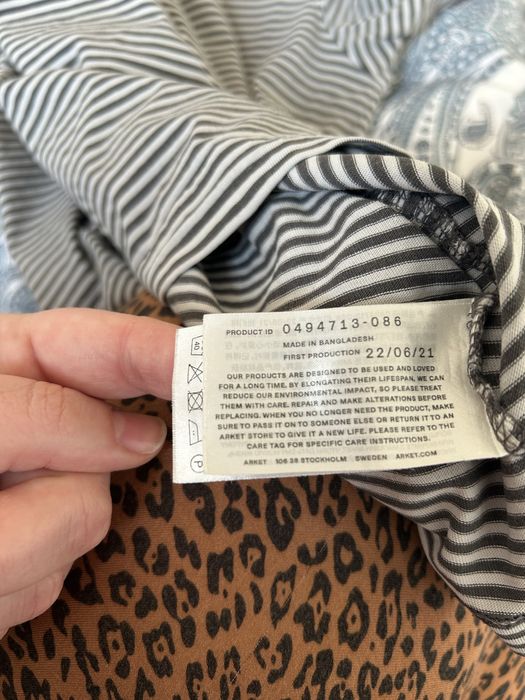 PRODUCT ID 0494713-086
MADE IN BANGLADESH
FIRST PRODUCTION 22/06/21
OUR PRODUCTS ARE DESIGNED TO BE USED AND LOVED
FOR A LONG TIME. BY ELONGATING THEIR LIFESPAN, WE CAN
REDUCE OUR ENVIRONMENTAL IMPACT, SO PLEASE TREAT
THEM WITH CARE. REPAIR AND MAKE ALTERATIONS BEFORE
REPLACING. WHEN YOU NO LONGER NEED THE PRODUCT, MAKE
SURE TO PASS IT ON TO SOMEONE ELSE OR RETURN IT TO AN
ARKET STORE TO GIVE IT A NEW LIFE. PLEASE REFER TO THE
CARE TAG FOR SPECIFIC CARE INSTRUCTIONS.
ARKET 106 38 STOCKHOLM SWEDEN ARKET.COM
40
P